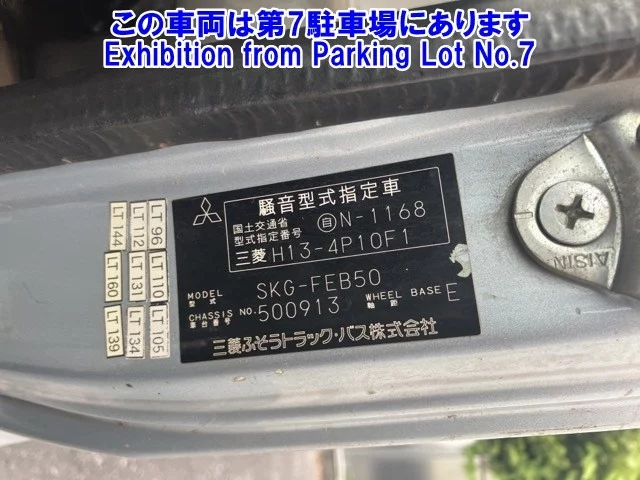 この車両は第7駐車場にあります
Exhibition from Parking Lot No.7
騒音型式指定車
国土交通省
型式指定番号
自 N-1168
三菱 H13-4P10F1
MODEL
型式
SKG-FEB50
CHASSIS NO.
車台番号
500913
WHEEL BASE
軸距
E
三菱ふそうトラック・バス株式会社
LT 144
LT 112
LT 96
LT 160
LT 131
LT 110
LT 139
LT 134
LT 105
AISIN